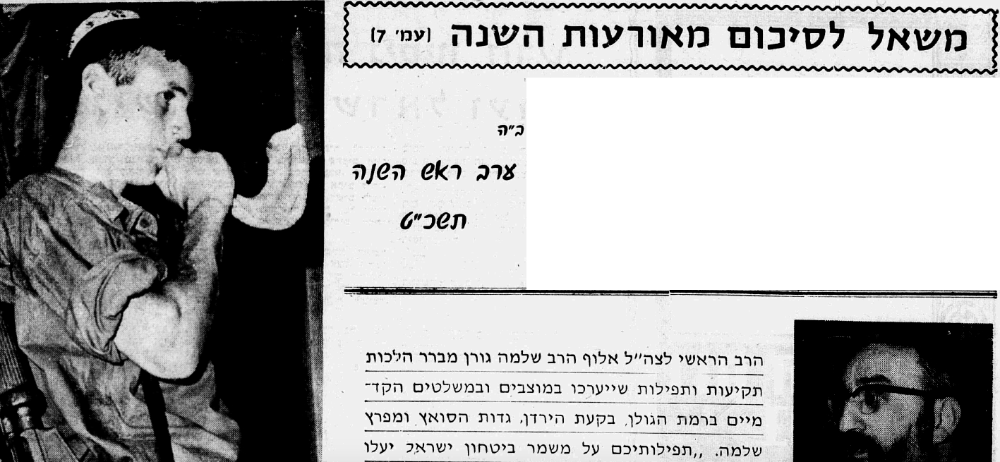 משאל לסיכום מאורעות השנה (עמ' 7)
ב"ה
ערב ראש השנה
תשכ"ט
הרב הראשי לצה"ל אלוף הרב שלמה גורן מברר הלכות
תקיעות ותפילות שייערכו במוצבים ובמשלטים הקד־
מיים ברמת הגולן, בקעת הירדן, גדות הסואץ ומפרץ
שלמה. ,,תפילותיכם על משמר ביטחון ישראל יעלו